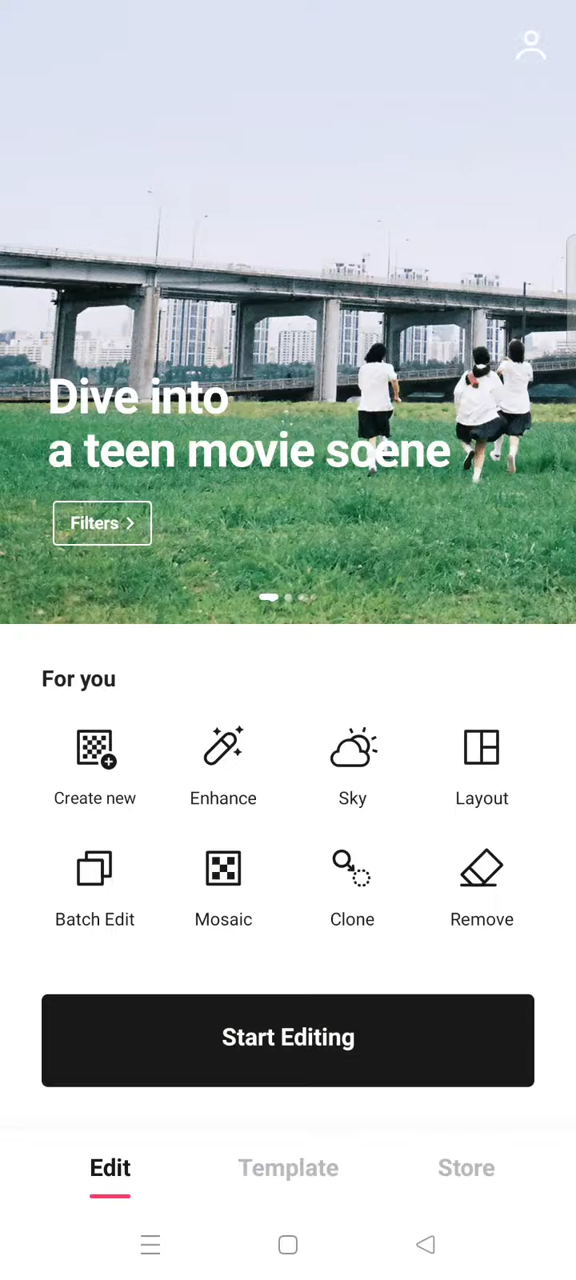 Dive into
a teen movie scene
Filters
For you
Create new
Enhance
Sky
Layout
Batch Edit
Mosaic
Clone
Remove
Start Editing
Edit
Template
Store